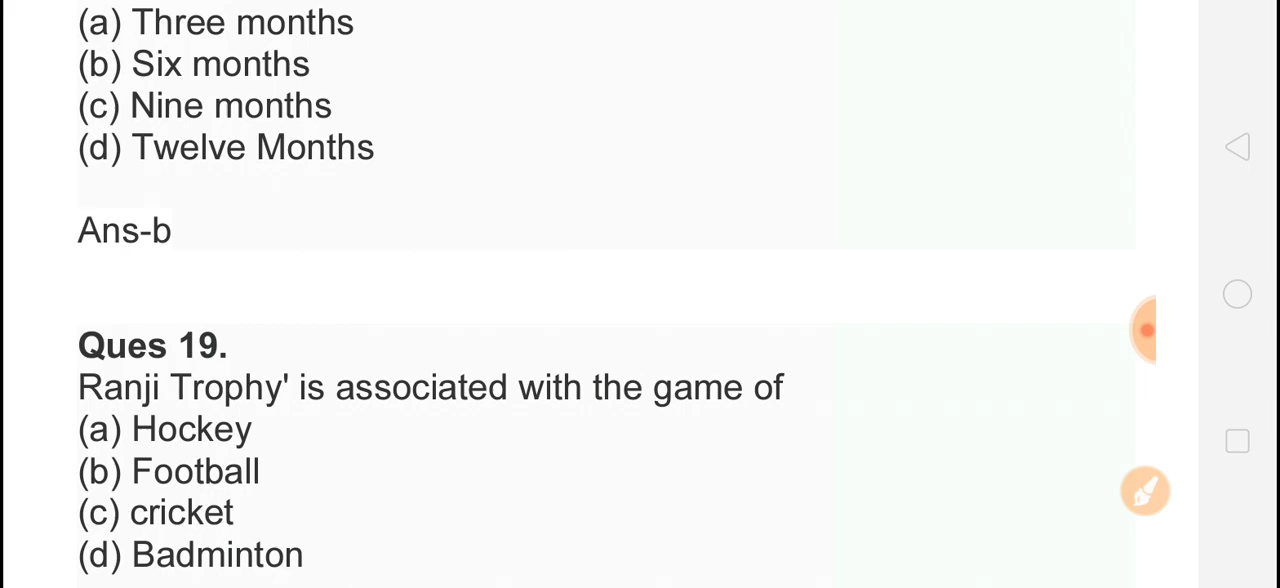 (a) Three months
(b) Six months
(c) Nine months
(d) Twelve Months
Ans-b
Ques 19.
Ranji Trophy' is associated with the game of
(a) Hockey
(b) Football
(c) cricket
(d) Badminton